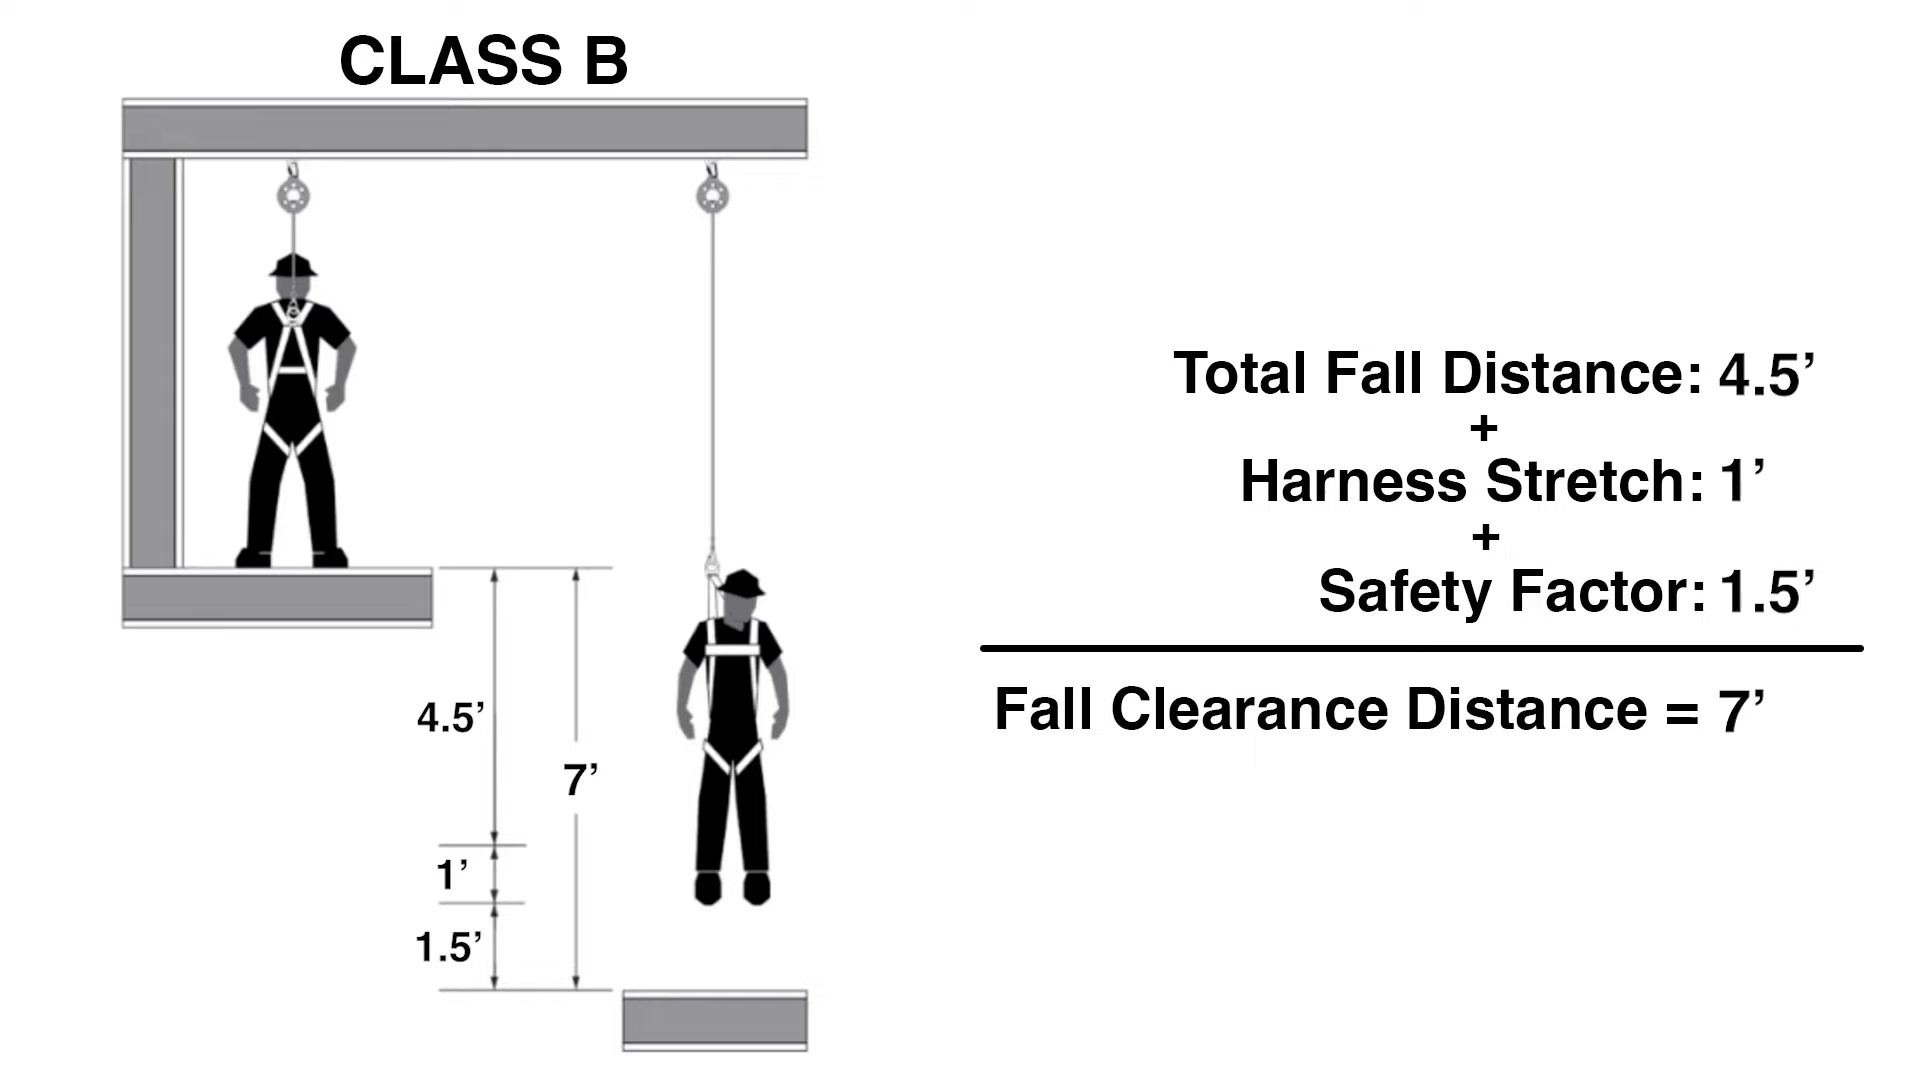 CLASS B
4.5’
7’
1’
1.5’
Total Fall Distance: 4.5’
+
Harness Stretch: 1’
+
Safety Factor: 1.5’
Fall Clearance Distance = 7’